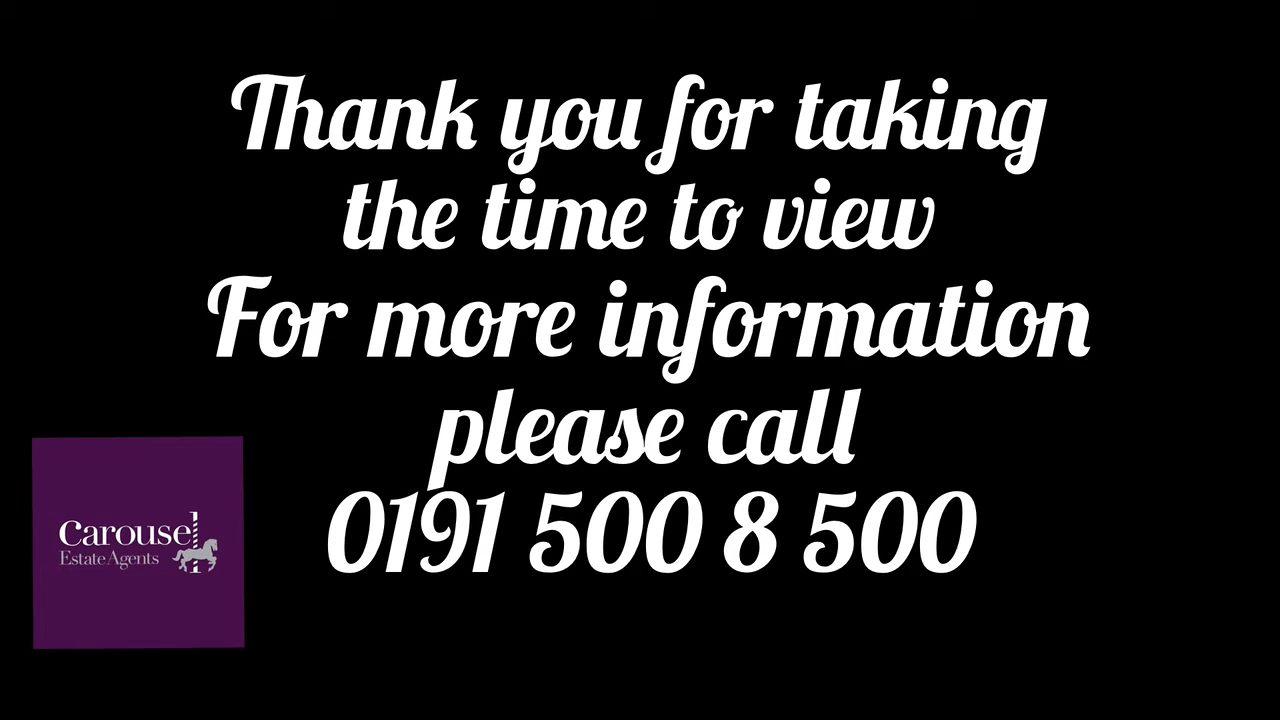 Thank you for taking
the time to view
For more information
please call
0191 500 8 500
Carousel
Estate Agents